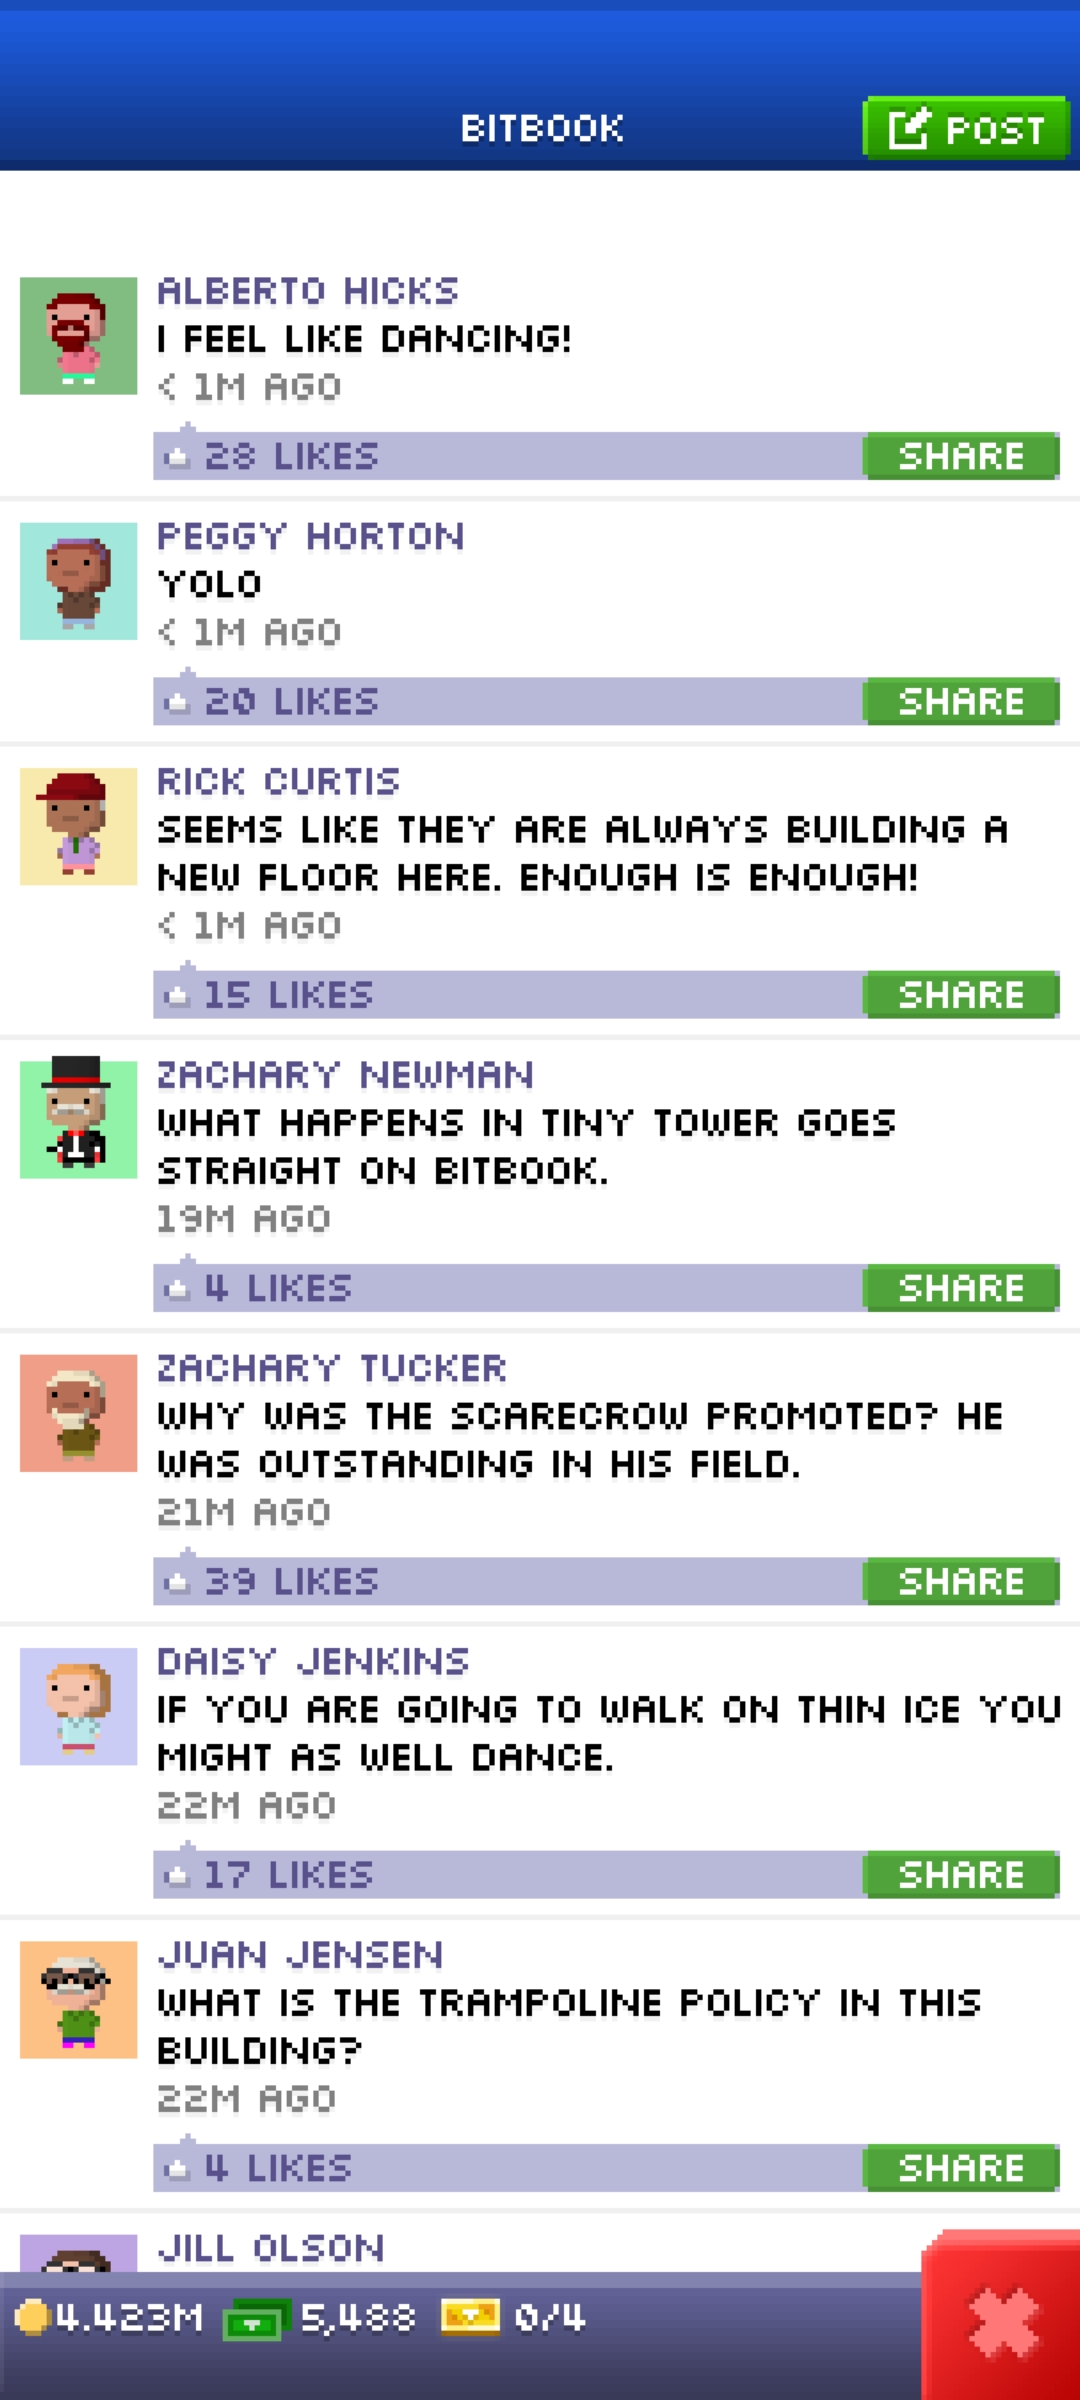 BITBOOK
POST
ALBERTO HICKS
I FEEL LIKE DANCING!
< 1M AGO
28 LIKES
SHARE
PEGGY HORTON
YOLO
< 1M AGO
20 LIKES
SHARE
RICK CURTIS
SEEMS LIKE THEY ARE ALWAYS BUILDING A
NEW FLOOR HERE. ENOUGH IS ENOUGH!
< 1M AGO
15 LIKES
SHARE
ZACHARY NEWMAN
WHAT HAPPENS IN TINY TOWER GOES
STRAIGHT ON BITBOOK.
19M AGO
4 LIKES
SHARE
ZACHARY TUCKER
WHY WAS THE SCARECROW PROMOTED? HE
WAS OUTSTANDING IN HIS FIELD.
21M AGO
39 LIKES
SHARE
DAISY JENKINS
IF YOU ARE GOING TO WALK ON THIN ICE YOU
MIGHT AS WELL DANCE.
22M AGO
17 LIKES
SHARE
JUAN JENSEN
WHAT IS THE TRAMPOLINE POLICY IN THIS
BUILDING?
22M AGO
4 LIKES
SHARE
JILL OLSON
4.423M 5,488 0/4